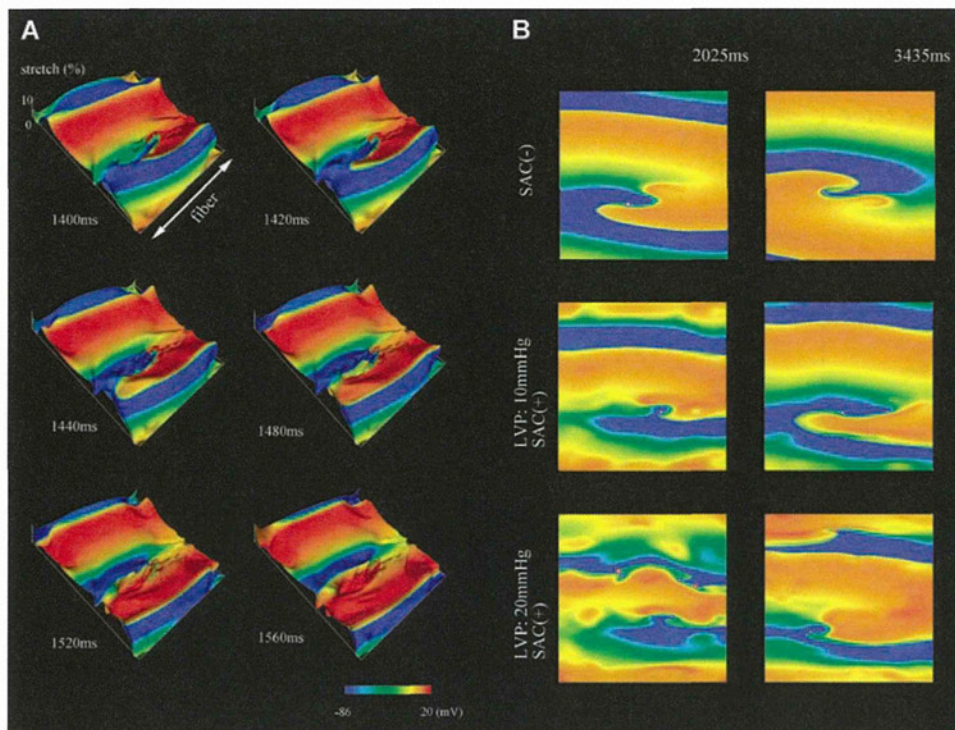 A
B
2025ms
3435ms
stretch (%)
10
0
fiber
1400ms
1420ms
1440ms
1480ms
1520ms
1560ms
-86
20 (mV)
SAC(-)
LVP: 10mmHg
SAC(+)
LVP: 20mmHg
SAC(+)